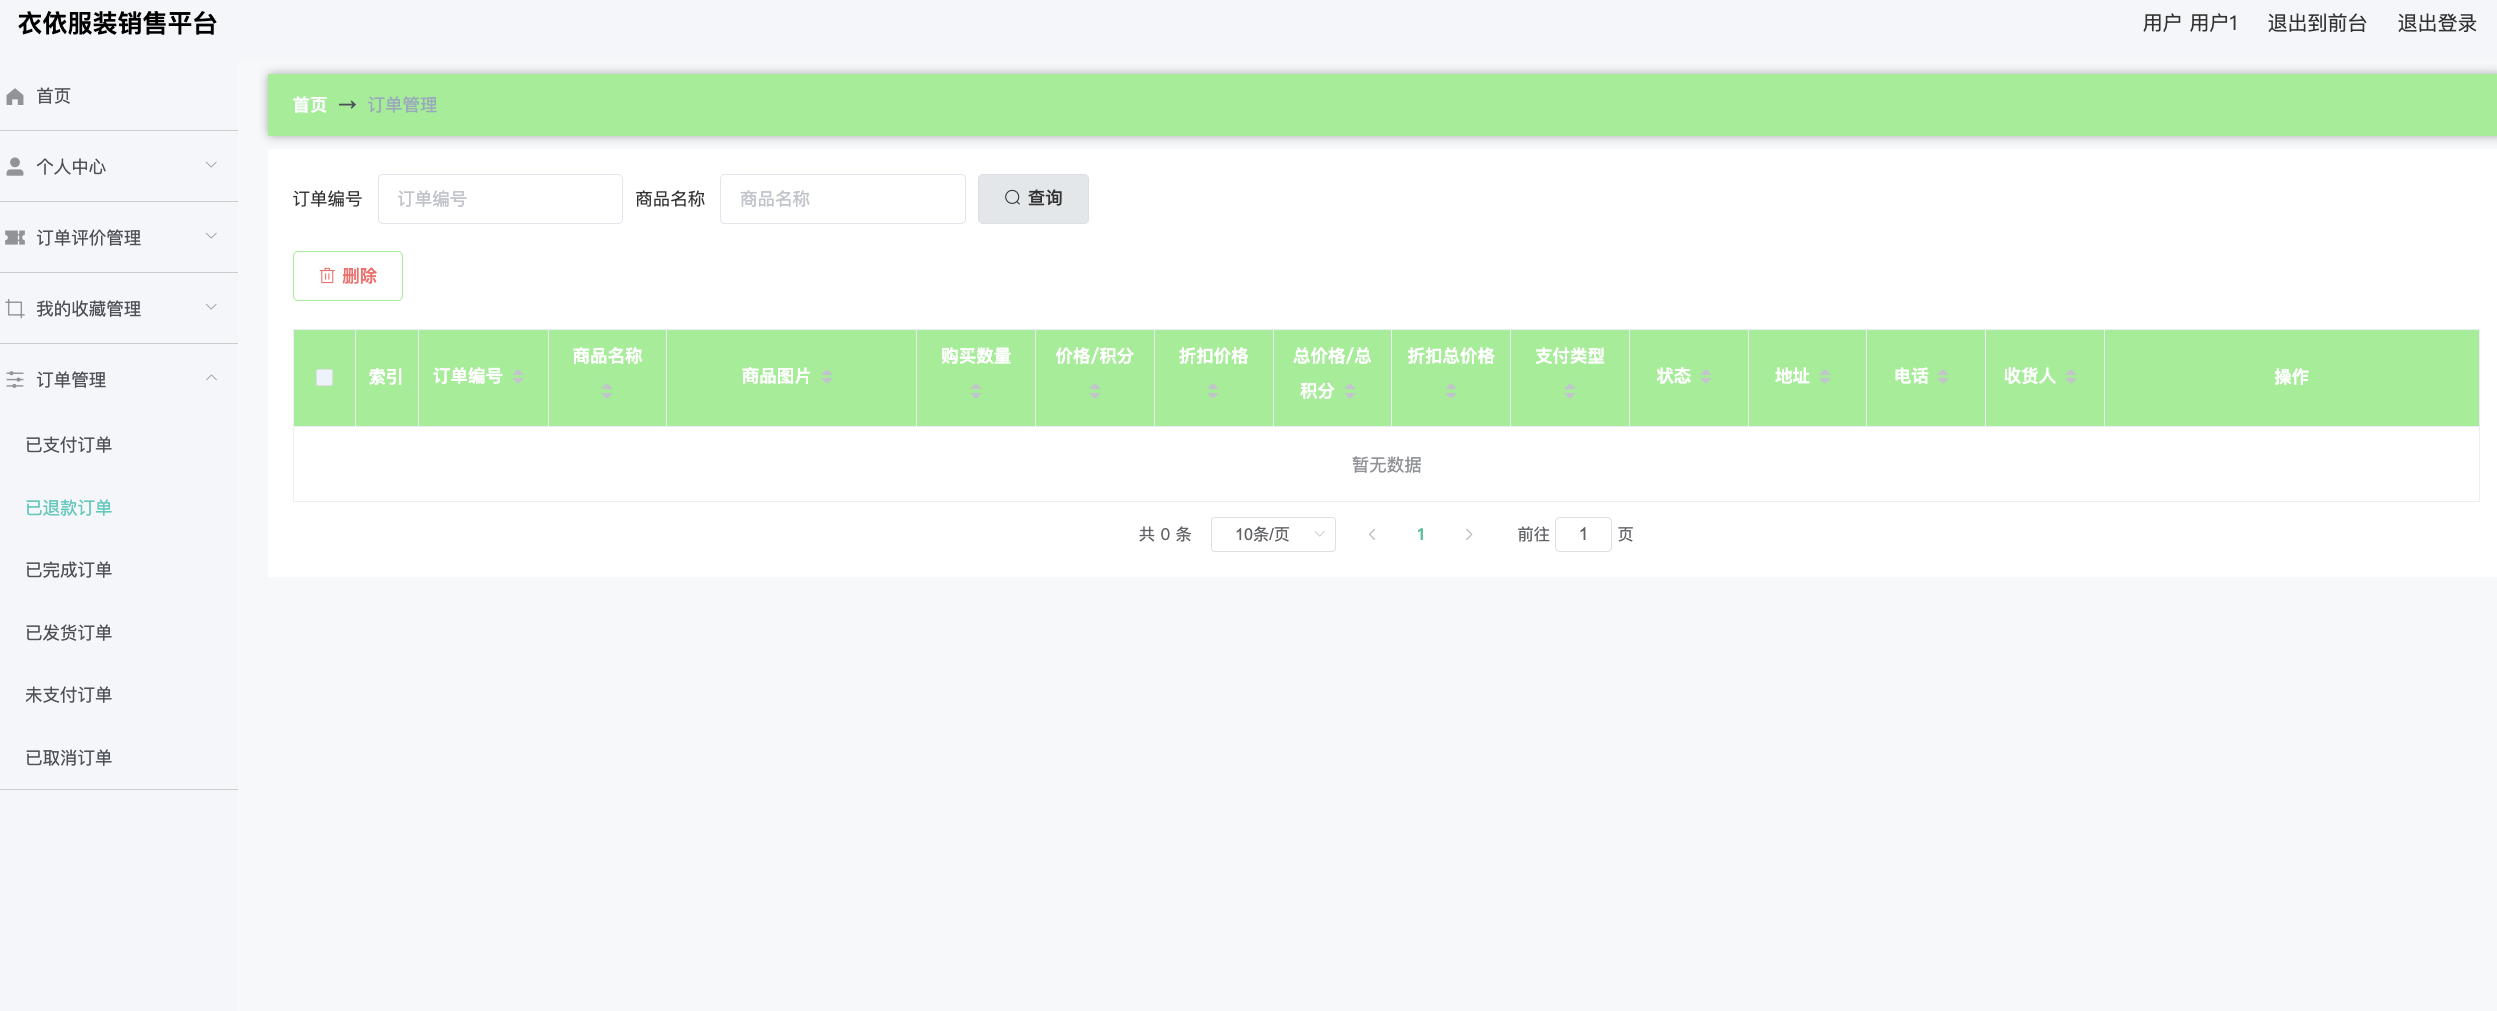 衣依服装销售平台
用户 用户1 退出到前台 退出登录
首页
个人中心
订单评价管理
我的收藏管理
订单管理
已支付订单
已退款订单
已完成订单
已发货订单
未支付订单
已取消订单
首页 → 订单管理
订单编号 订单编号 商品名称 商品名称 查询
删除
索引 订单编号 商品名称 商品图片 购买数量 价格/积分 折扣价格 总价格/总积分 折扣总价格 支付类型 状态 地址 电话 收货人 操作
暂无数据
共 0 条 10条/页 1 前往 1 页